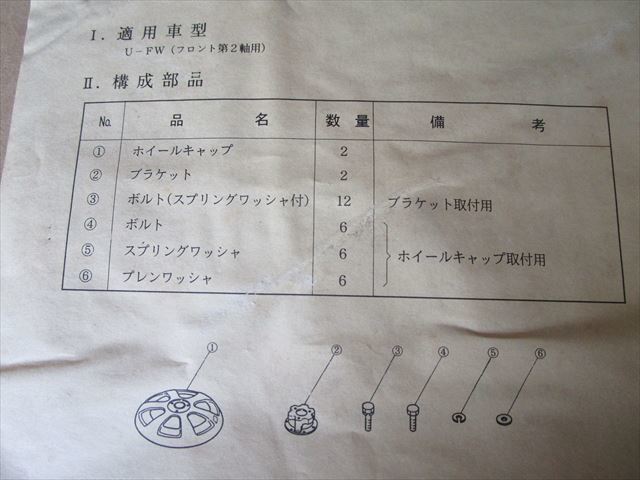 Ⅰ. 適用車型
U-FW(フロント第2軸用)
Ⅱ. 構成部品
No. 品名 数量 備考
① ホイールキャップ 2
② ブラケット 2
③ ボルト(スプリングワッシャ付) 12 ブラケット取付用
④ ボルト 6
⑤ スプリングワッシャ 6 ホイールキャップ取付用
⑥ プレンワッシャ 6
① ② ③ ④ ⑤ ⑥